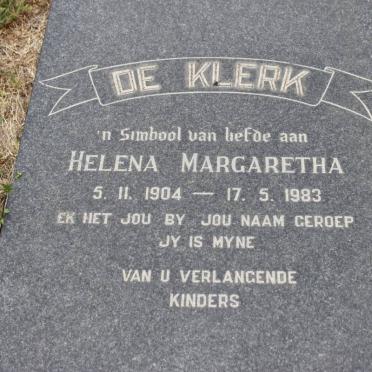 DE KLERK
'n Simbool van liefde aan
HELENA MARGARETHA
5. 11. 1904 — 17. 5. 1983
EK HET JOU BY JOU NAAM GEROEP
JY IS MYNE
VAN U VERLANGENDE
KINDERS